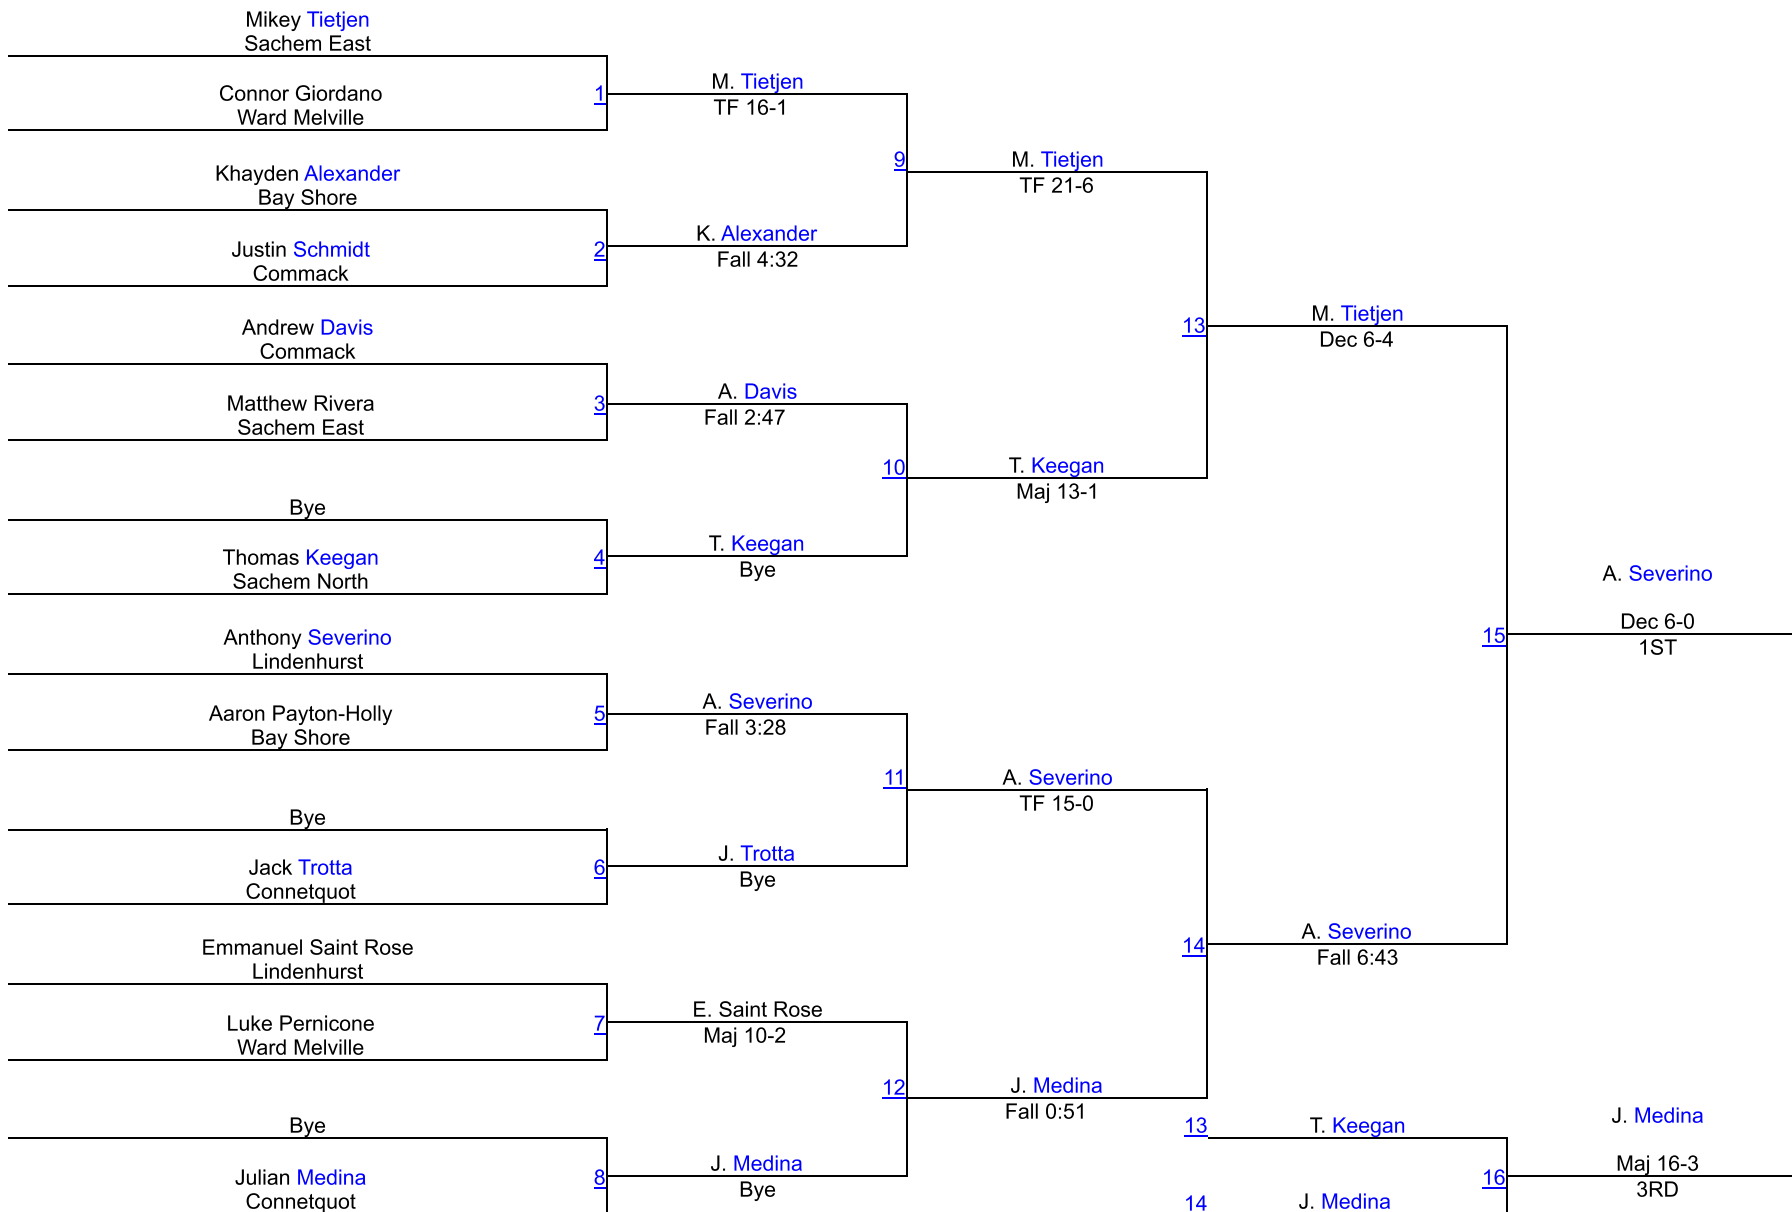 Mikey Tietjen
Sachem East
Connor Giordano
Ward Melville
1
M. Tietjen
TF 16-1
Khayden Alexander
Bay Shore
Justin Schmidt
Commack
2
K. Alexander
Fall 4:32
9
M. Tietjen
TF 21-6
Andrew Davis
Commack
Matthew Rivera
Sachem East
3
A. Davis
Fall 2:47
Bye
Thomas Keegan
Sachem North
4
T. Keegan
Bye
10
T. Keegan
Maj 13-1
13
M. Tietjen
Dec 6-4
Anthony Severino
Lindenhurst
Aaron Payton-Holly
Bay Shore
5
A. Severino
Fall 3:28
Bye
Jack Trotta
Connetquot
6
J. Trotta
Bye
11
A. Severino
TF 15-0
Emmanuel Saint Rose
Lindenhurst
Luke Pernicone
Ward Melville
7
E. Saint Rose
Maj 10-2
Bye
Julian Medina
Connetquot
8
J. Medina
Bye
12
J. Medina
Fall 0:51
14
A. Severino
Fall 6:43
15
A. Severino
Dec 6-0
1ST
13
T. Keegan
14
J. Medina
16
J. Medina
Maj 16-3
3RD